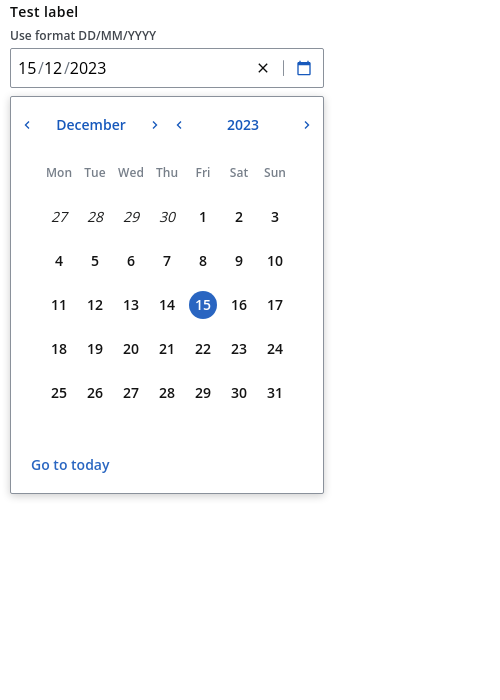 Test label
Use format DD/MM/YYYY
15/12/2023
December 2023
Mon Tue Wed Thu Fri Sat Sun
27 28 29 30 1 2 3
4 5 6 7 8 9 10
11 12 13 14 15 16 17
18 19 20 21 22 23 24
25 26 27 28 29 30 31
Go to today